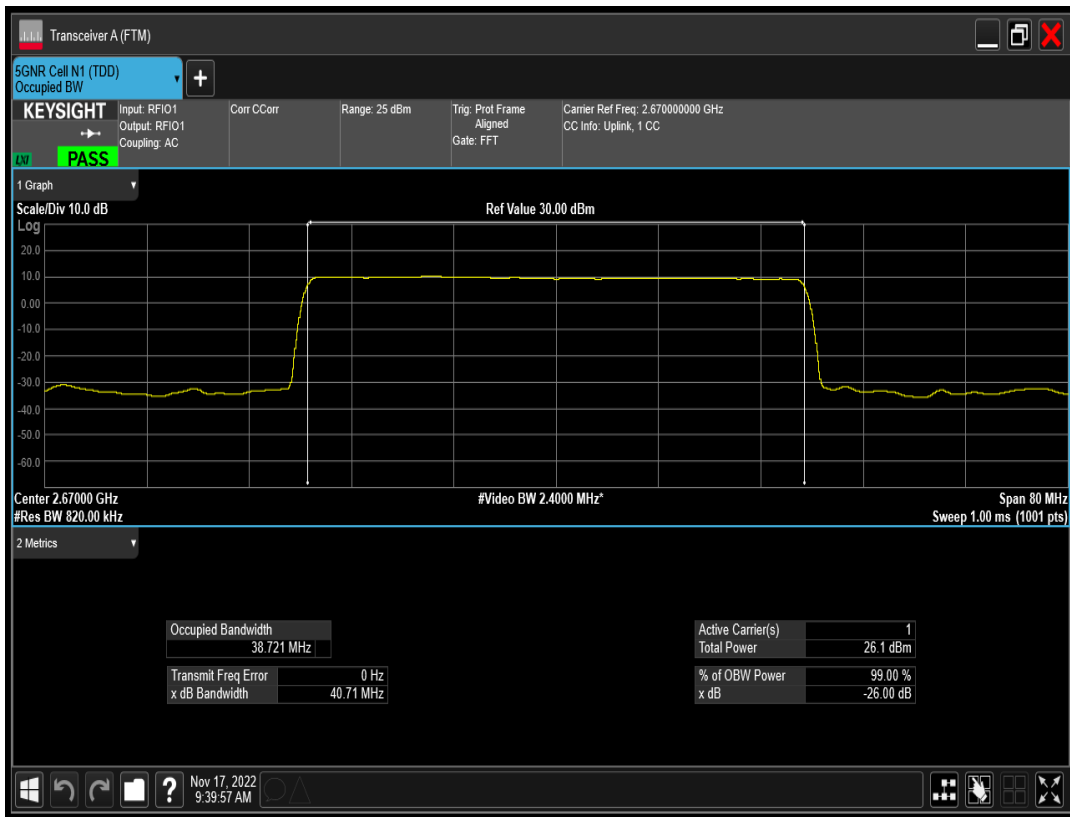 Transceiver A (FTM)
5GNR Cell N1 (TDD)
Occupied BW
+
KEYSIGHT
LXI
PASS
Input: RFIO1
Output: RFIO1
Coupling: AC
Corr CCorr
Range: 25 dBm
Trig: Prot Frame
Aligned
Gate: FFT
Carrier Ref Freq: 2.670000000 GHz
CC Info: Uplink, 1 CC
1 Graph
Scale/Div 10.0 dB
Ref Value 30.00 dBm
Log
20.0
10.0
0.00
-10.0
-20.0
-30.0
-40.0
-50.0
-60.0
Center 2.67000 GHz
#Video BW 2.4000 MHz*
Span 80 MHz
#Res BW 820.00 kHz
Sweep 1.00 ms (1001 pts)
2 Metrics
Occupied Bandwidth
38.721 MHz
Transmit Freq Error 0 Hz
x dB Bandwidth 40.71 MHz
Active Carrier(s) 1
Total Power 26.1 dBm
% of OBW Power 99.00 %
x dB -26.00 dB
?
Nov 17, 2022
9:39:57 AM